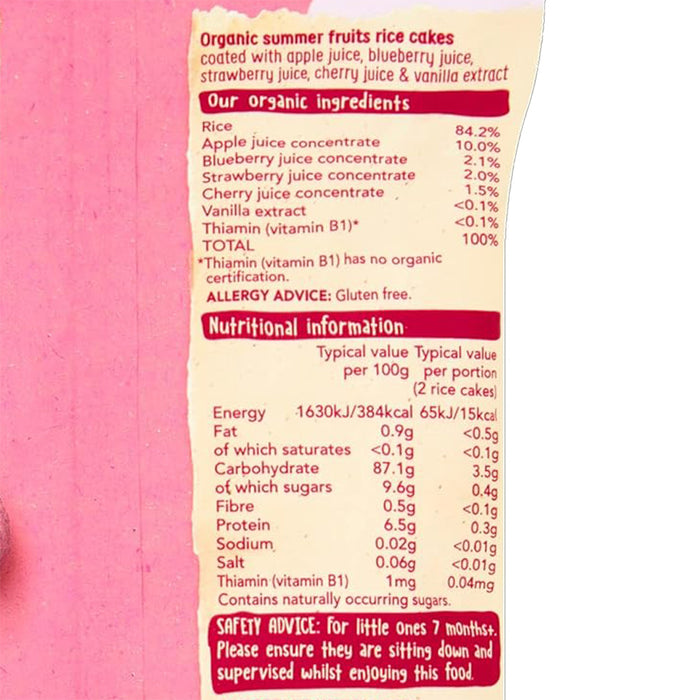 Organic summer fruits rice cakes
coated with apple juice, blueberry juice,
strawberry juice, cherry juice & vanilla extract
Our organic ingredients
Rice 84.2%
Apple juice concentrate 10.0%
Blueberry juice concentrate 2.1%
Strawberry juice concentrate 2.0%
Cherry juice concentrate 1.5%
Vanilla extract <0.1%
Thiamin (vitamin B1)* <0.1%
TOTAL 100%
*Thiamin (vitamin B1) has no organic
certification.
ALLERGY ADVICE: Gluten free.
Nutritional information
Typical value Typical value
per 100g per portion
(2 rice cakes)
Energy 1630kJ/384kcal 65kJ/15kcal
Fat 0.9g <0.5g
of which saturates <0.1g <0.1g
Carbohydrate 87.1g 3.5g
of which sugars 9.6g 0.4g
Fibre 0.5g <0.1g
Protein 6.5g 0.3g
Sodium 0.02g <0.01g
Salt 0.06g <0.01g
Thiamin (vitamin B1) 1mg 0.04mg
Contains naturally occurring sugars.
SAFETY ADVICE: For little ones 7 months+.
Please ensure they are sitting down and
supervised whilst enjoying this food.